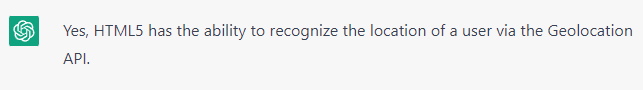 Yes, HTML5 has the ability to recognize the location of a user via the Geolocation
API.